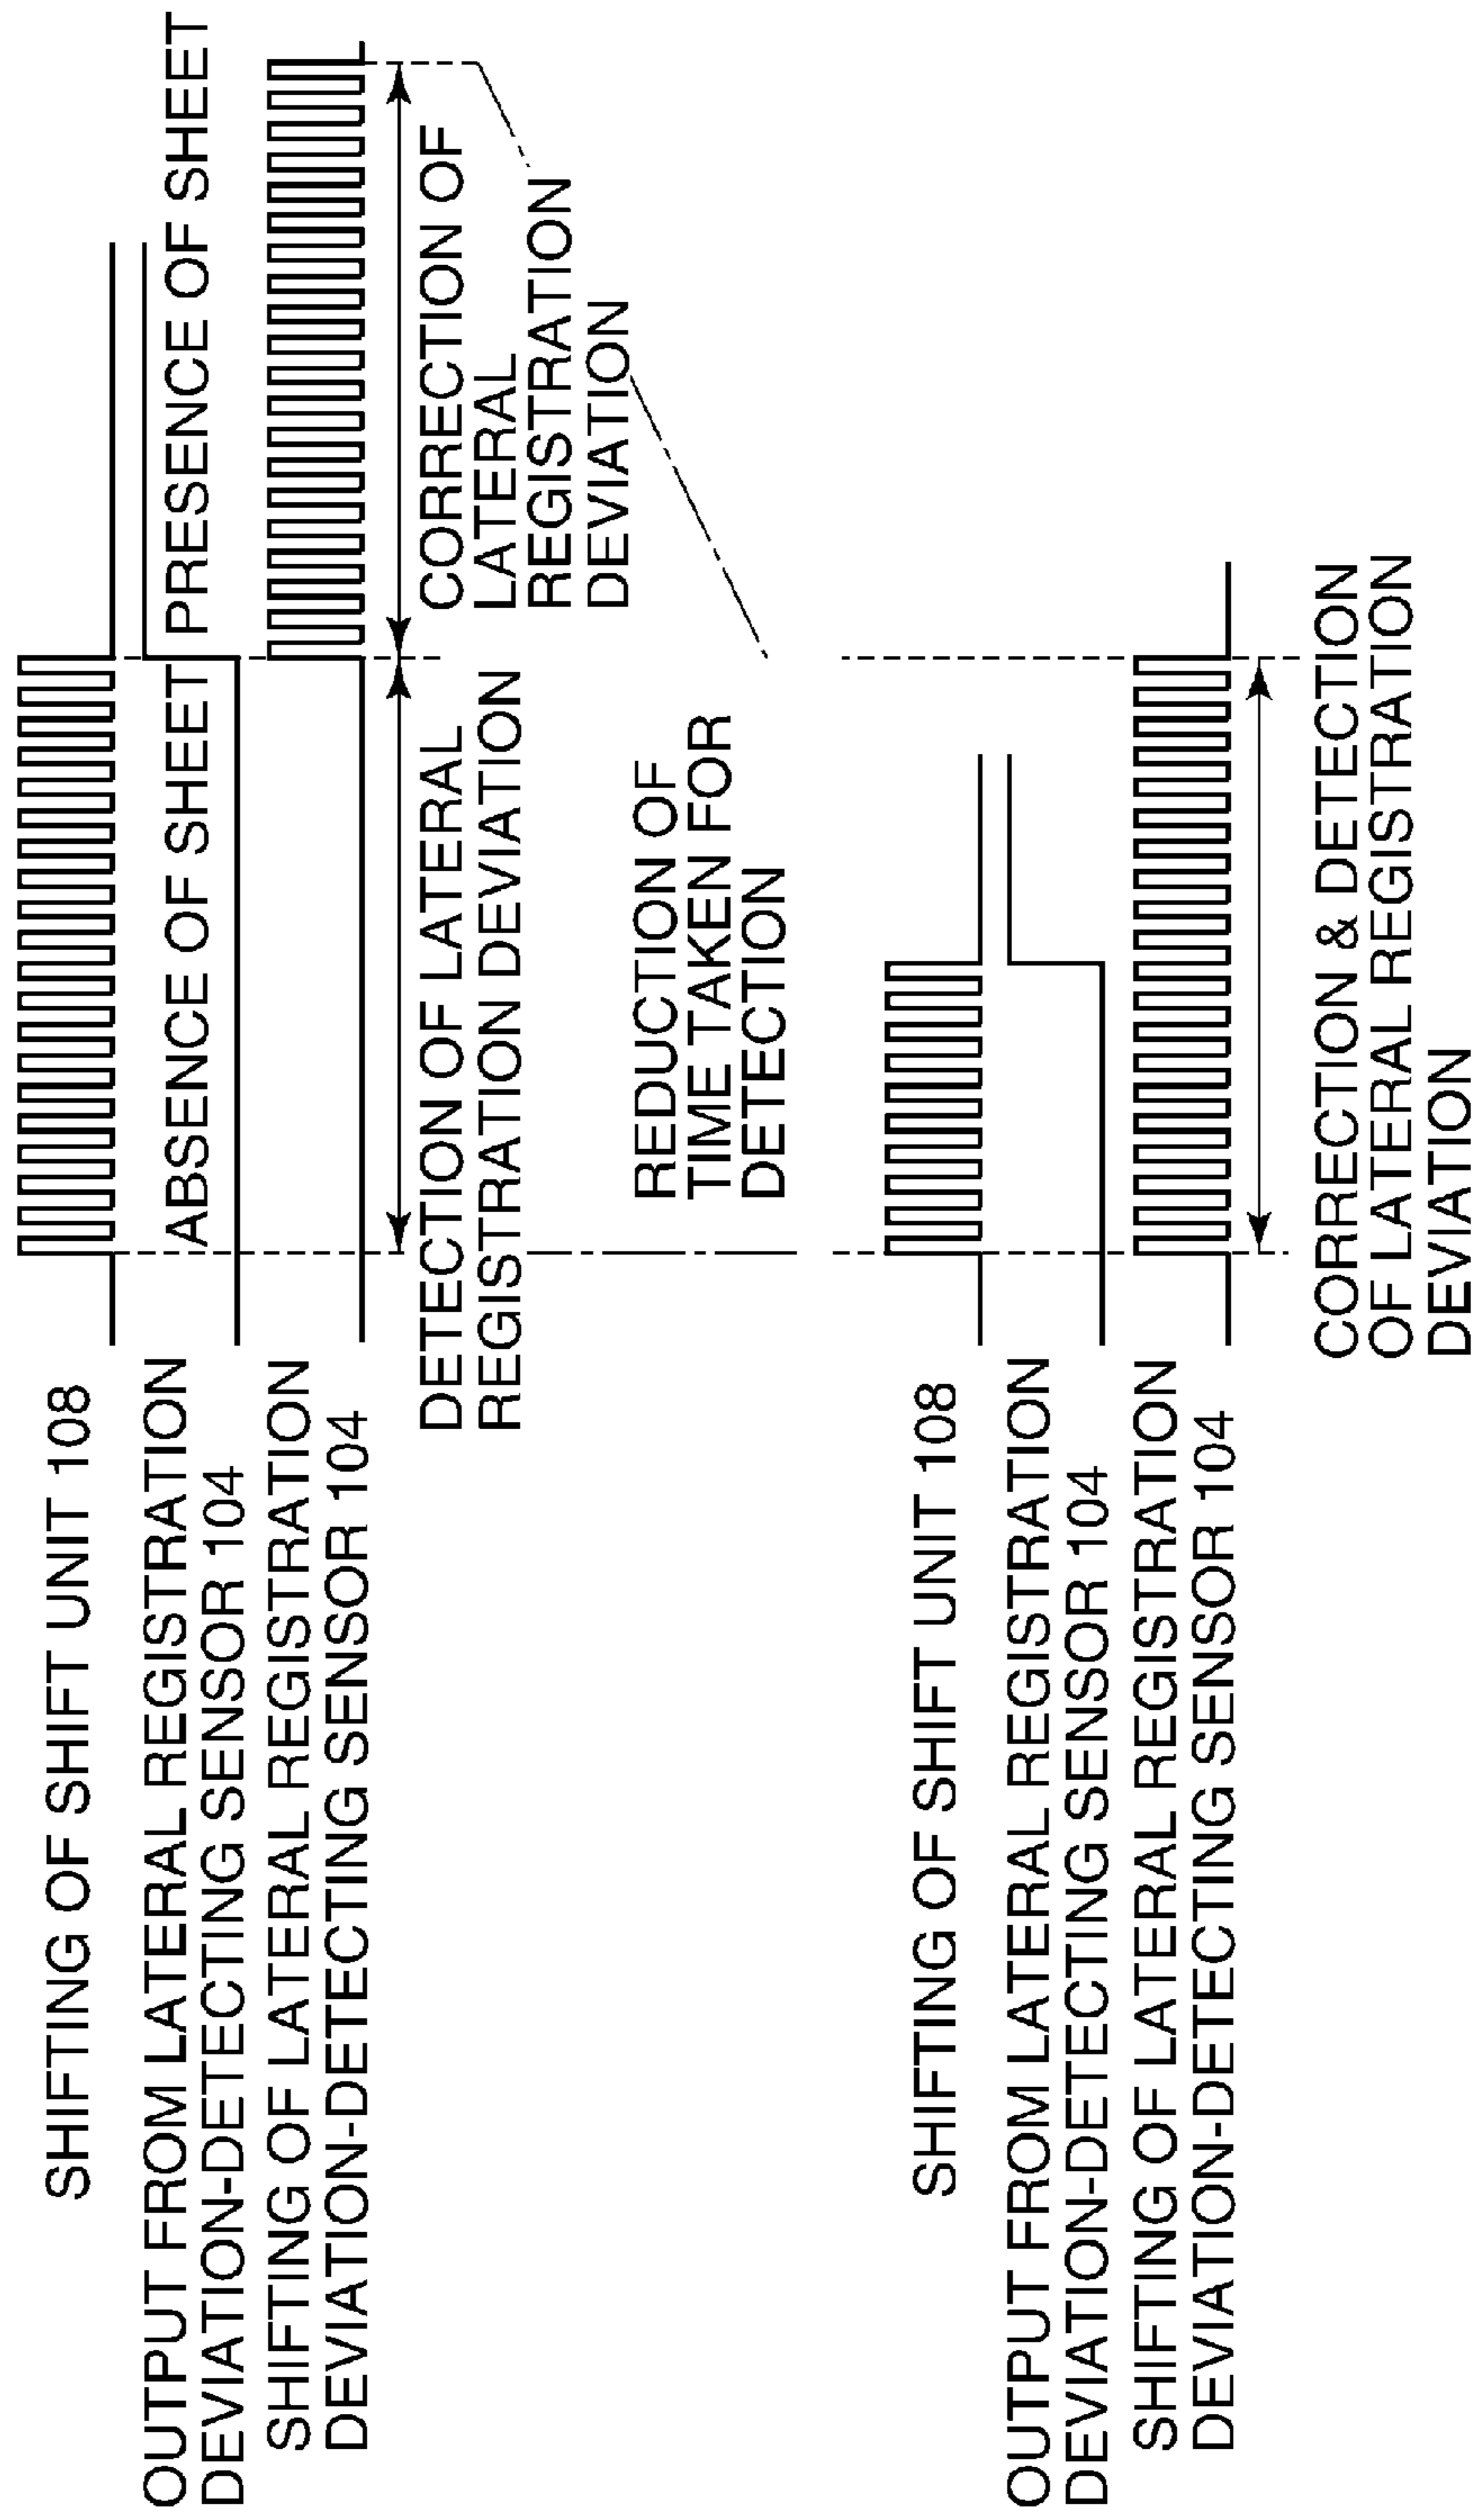 SHIFTING OF SHIFT UNIT 108
OUTPUT FROM LATERAL REGISTRATION
DEVIATION-DETECTING SENSOR 104
ABSENCE OF SHEET
PRESENCE OF SHEET
SHIFTING OF LATERAL REGISTRATION
DEVIATION-DETECTING SENSOR 104
DETECTION OF LATERAL
REGISTRATION DEVIATION
CORRECTION OF
LATERAL
REGISTRATION
DEVIATION
REDUCTION OF
TIME TAKEN FOR
DETECTION
SHIFTING OF SHIFT UNIT 108
OUTPUT FROM LATERAL REGISTRATION
DEVIATION-DETECTING SENSOR 104
SHIFTING OF LATERAL REGISTRATION
DEVIATION-DETECTING SENSOR 104
CORRECTION & DETECTION
OF LATERAL REGISTRATION
DEVIATION